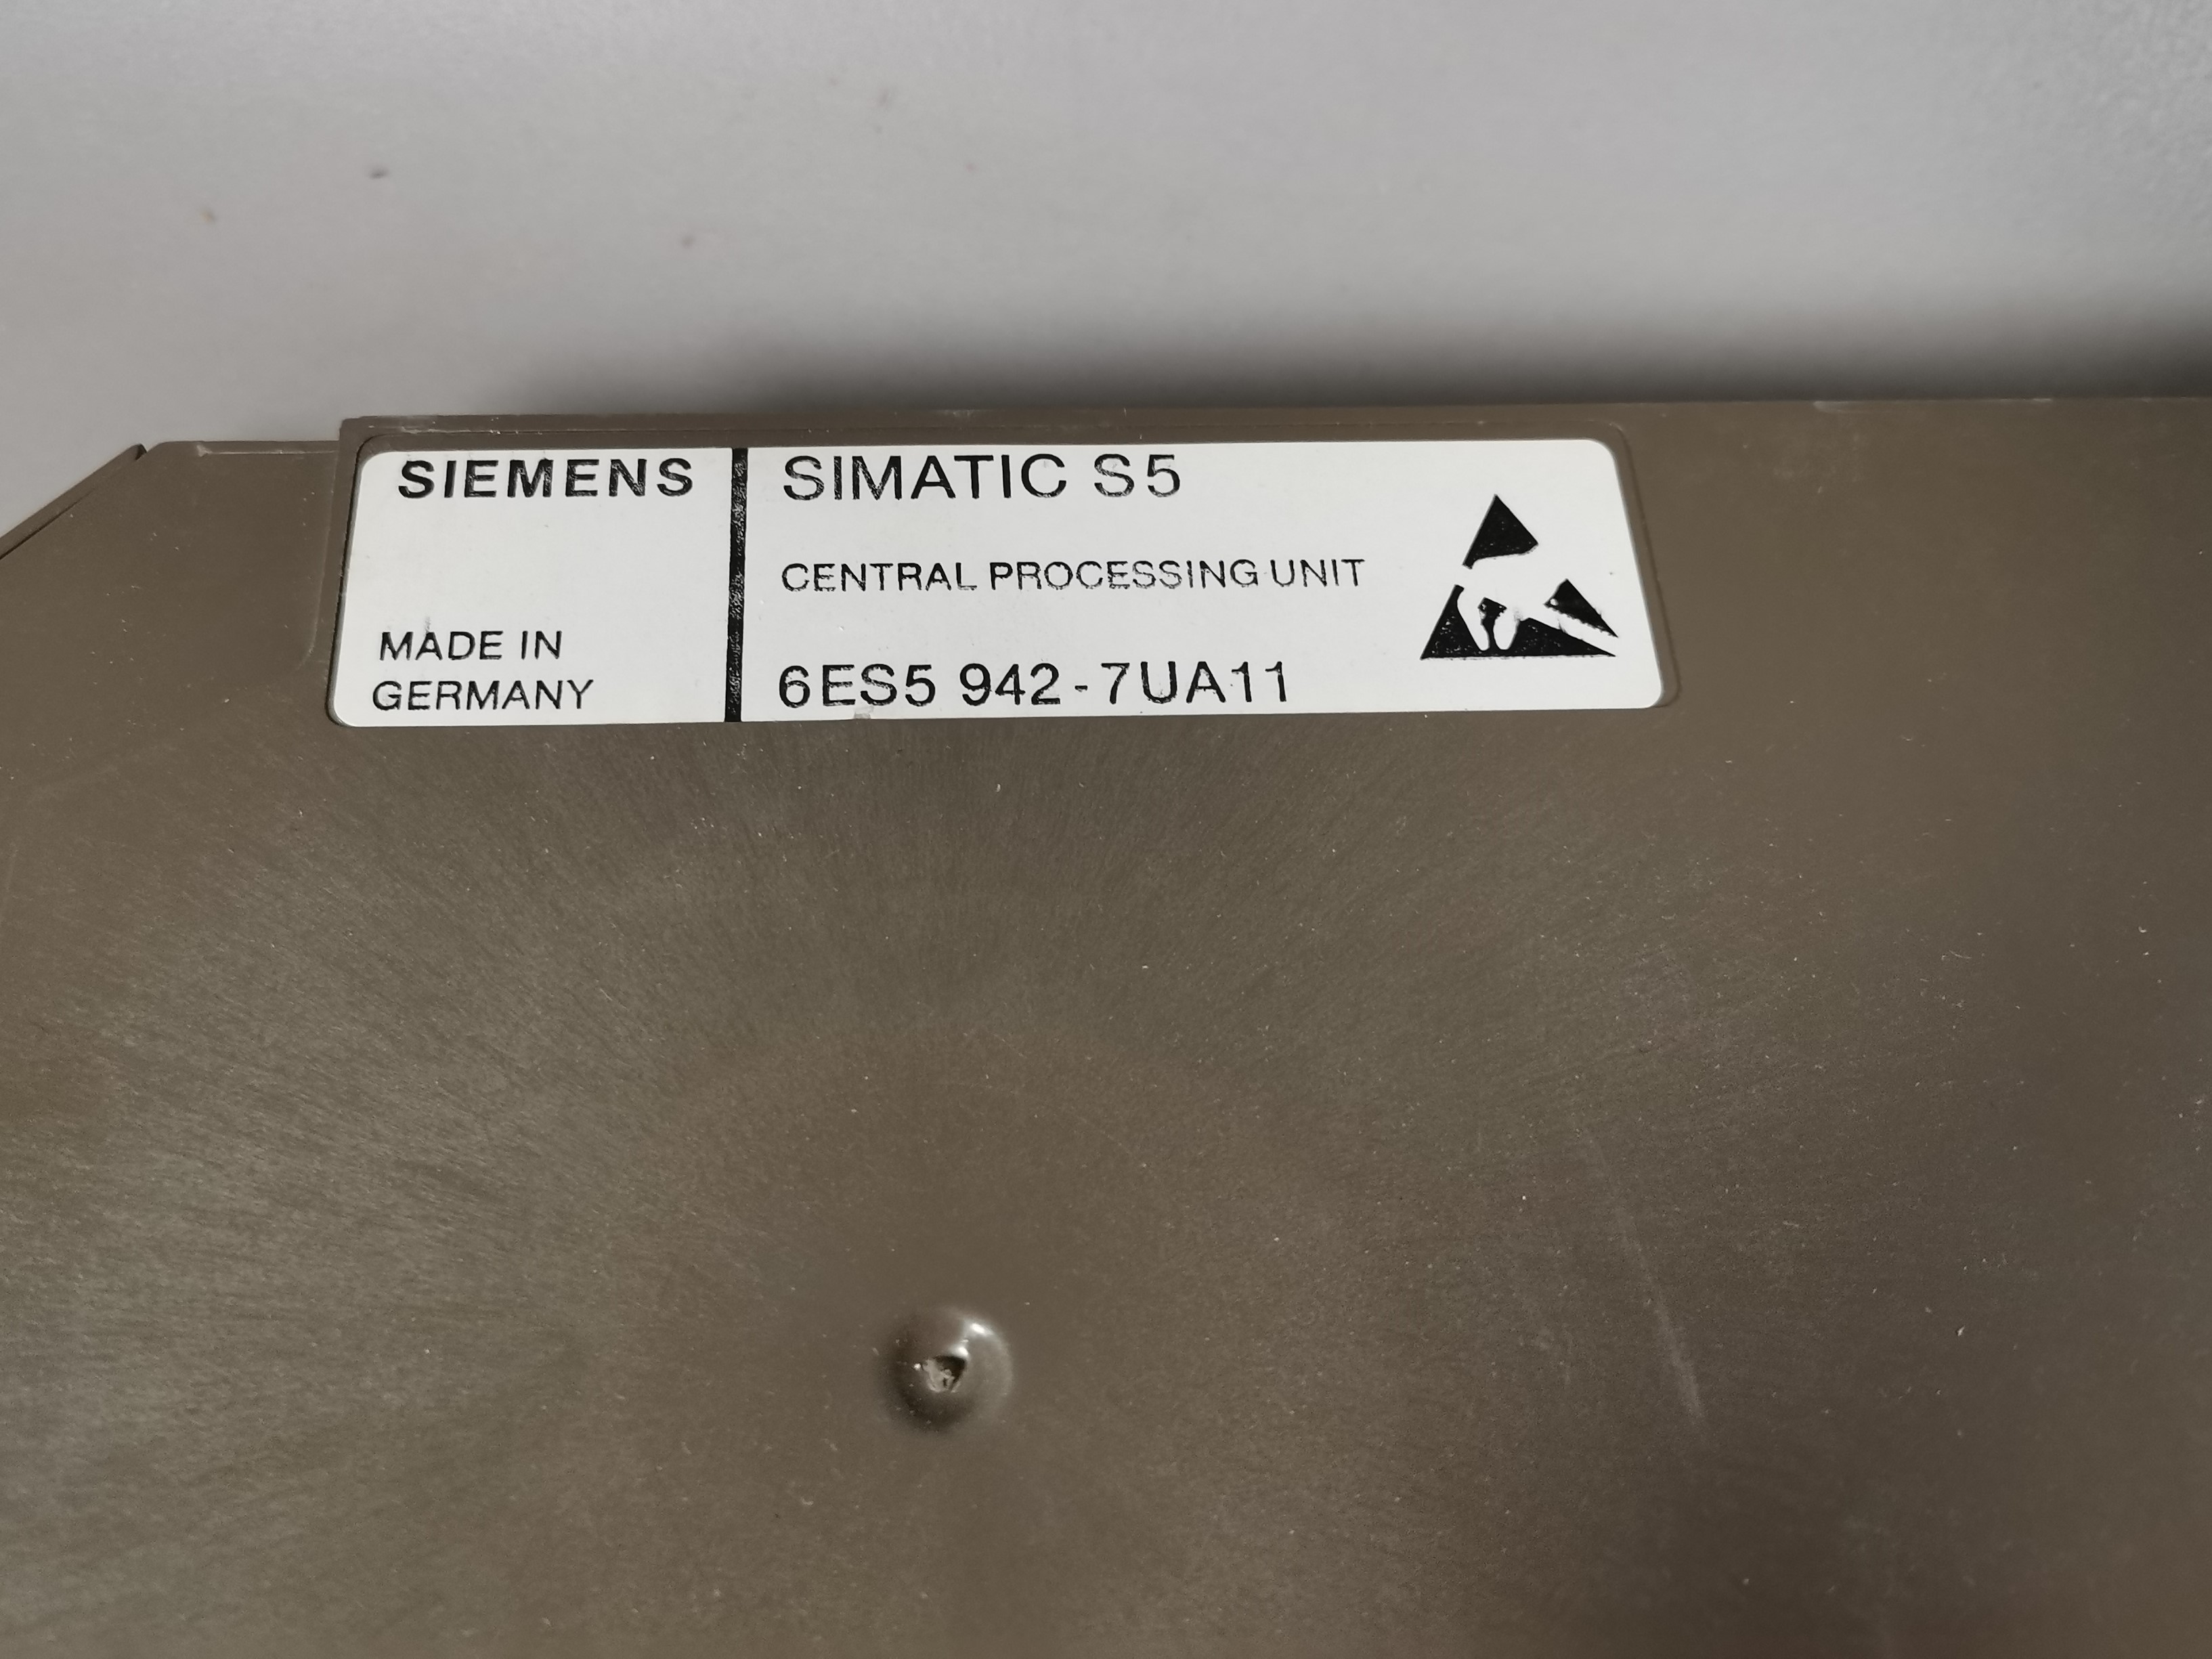 SIEMENS
MADE IN
GERMANY
SIMATIC S5
CENTRAL PROCESSING UNIT
6ES5 942-7UA11